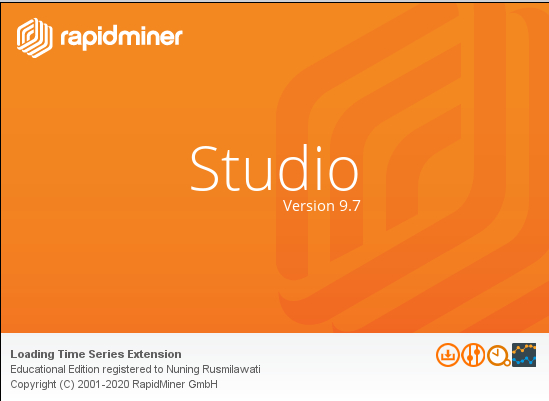 rapidminer
Studio
Version 9.7
Loading Time Series Extension
Educational Edition registered to Nuning Rusmilawati
Copyright (C) 2001-2020 RapidMiner GmbH